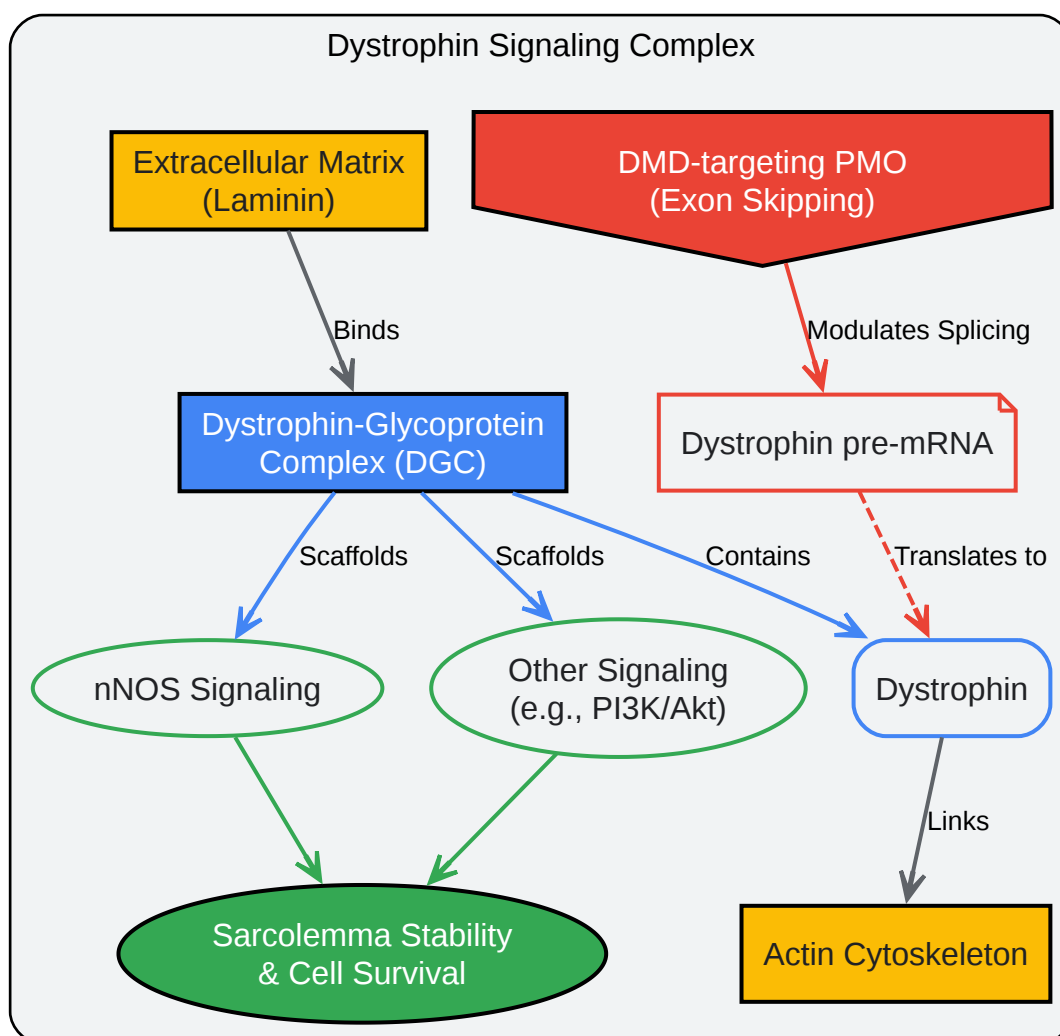 Dystrophin Signaling Complex
Extracellular Matrix
(Laminin)
DMD-targeting PMO
(Exon Skipping)
Binds
Modulates Splicing
Dystrophin-Glycoprotein
Complex (DGC)
Dystrophin pre-mRNA
Scaffolds
Scaffolds
Contains
Translates to
nNOS Signaling
Other Signaling
(e.g., PI3K/Akt)
Dystrophin
Links
Sarcolemma Stability
& Cell Survival
Actin Cytoskeleton